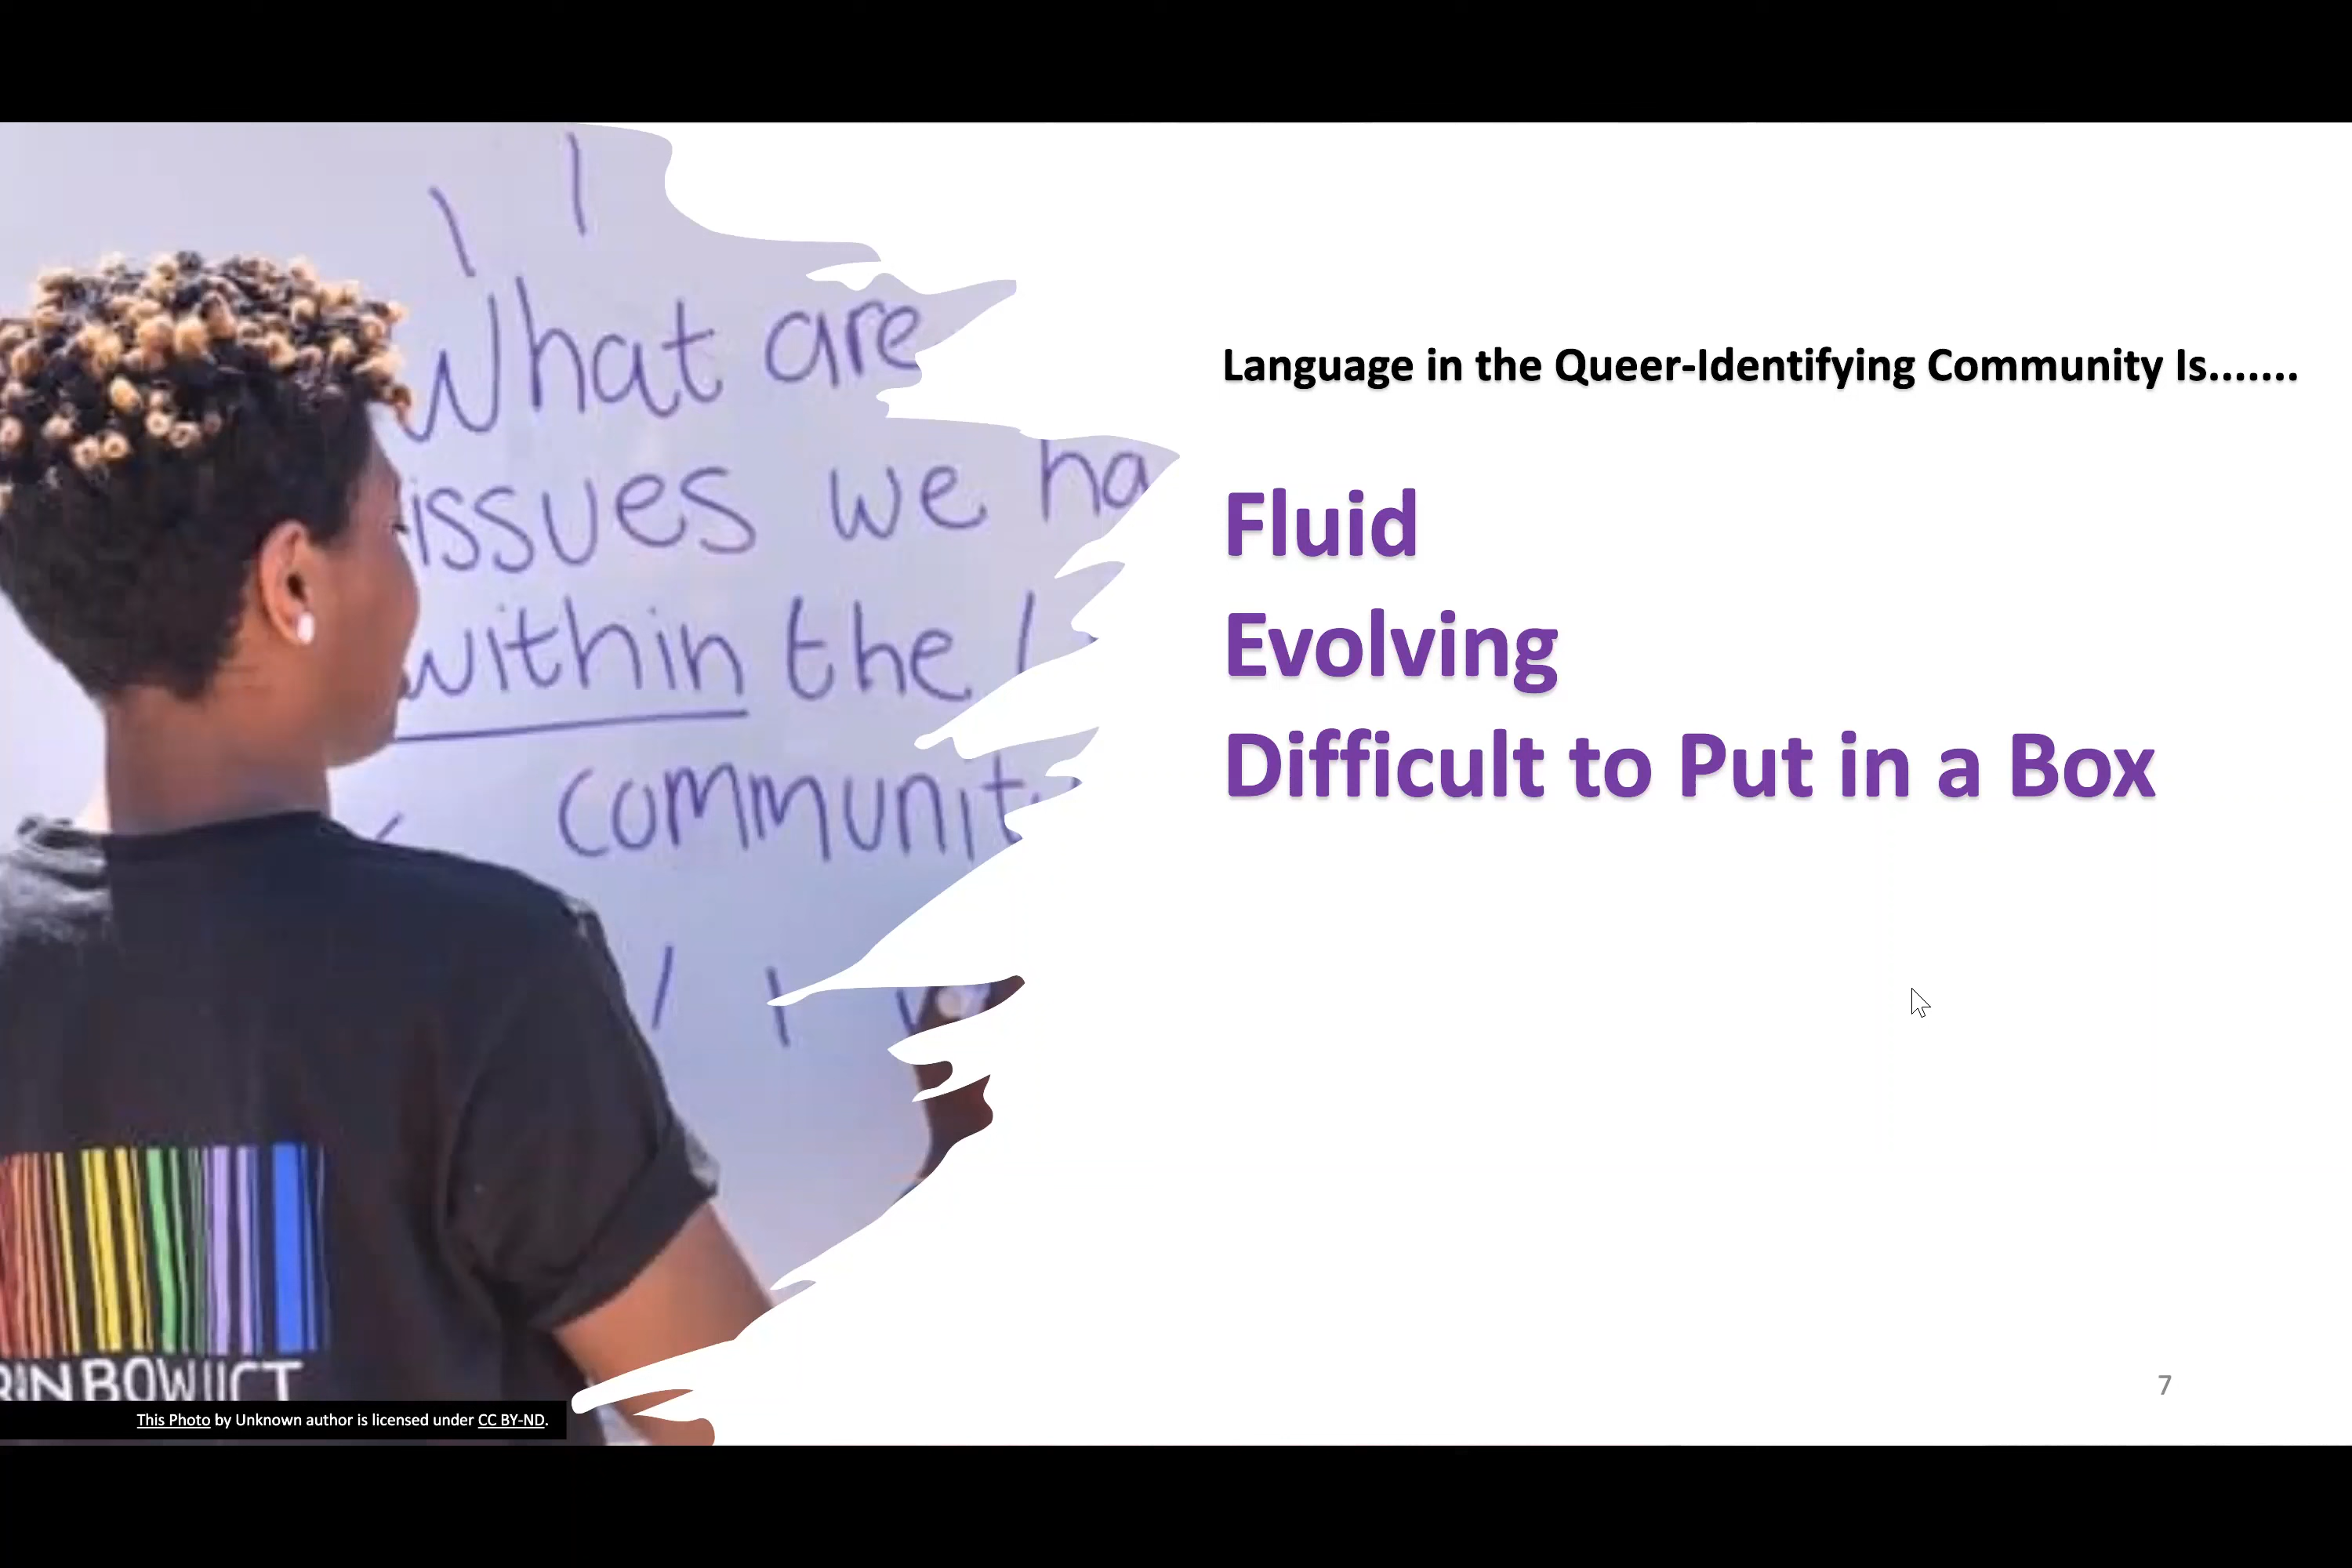 What are
issues we ha
within the
communit
Language in the Queer-Identifying Community Is.......
Fluid
Evolving
Difficult to Put in a Box
This Photo by Unknown author is licensed under CC BY-ND.
7